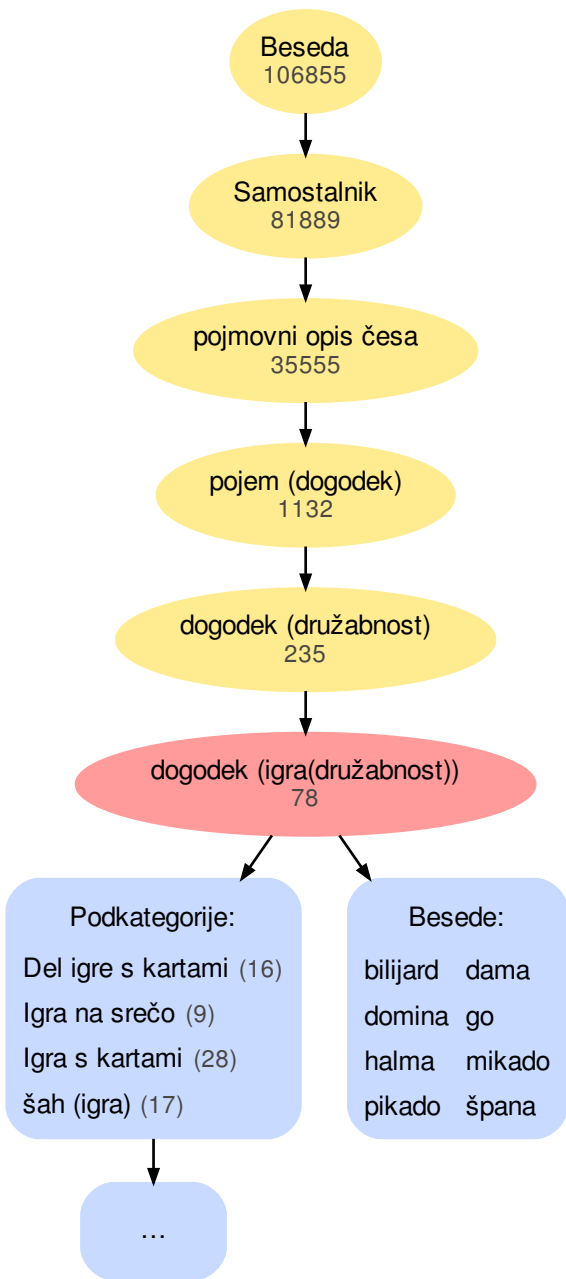 Beseda
106855
Samostalnik
81889
pojmovni opis česa
35555
pojem (dogodek)
1132
dogodek (družabnost)
235
dogodek (igra(družabnost))
78
Podkategorije:
Del igre s kartami (16)
Igra na srečo (9)
Igra s kartami (28)
šah (igra) (17)
...
Besede:
bilijard dama
domina go
halma mikado
pikado špana